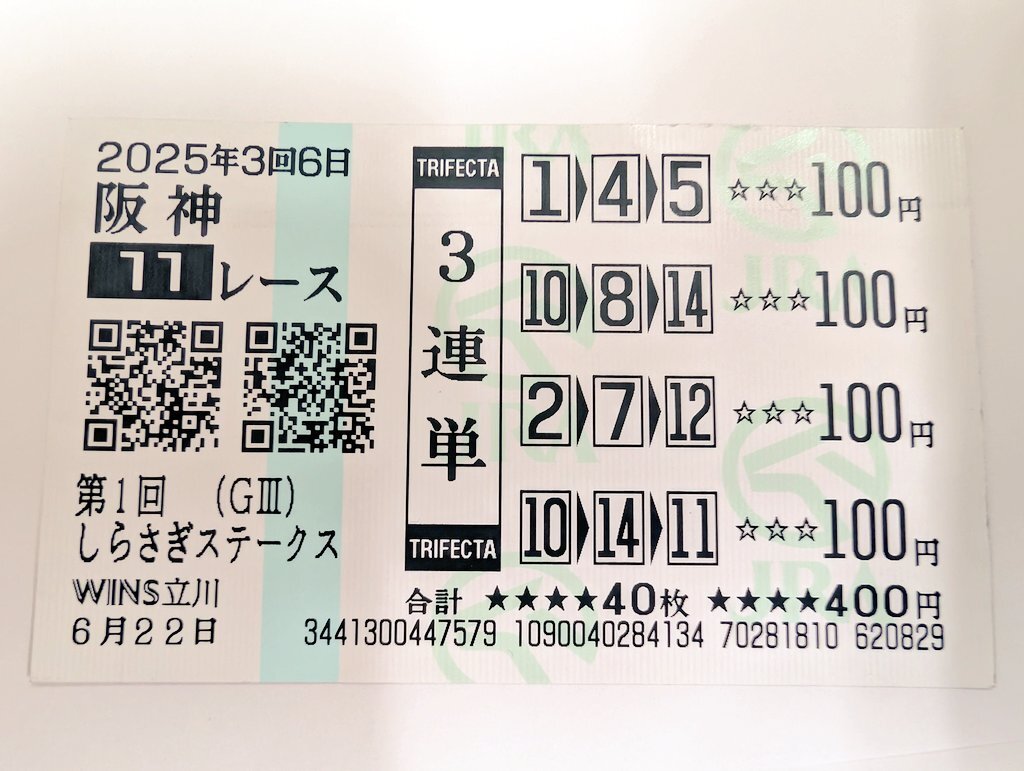 2025年3回6日
阪神
11レース
第1回 (GⅢ)
しらさぎステークス
WINS立川
6月22日
TRIFECTA
3連単
TRIFECTA
1 4 5 ☆☆☆100円
10 8 14 ☆☆☆100円
2 7 12 ☆☆☆100円
10 14 11 ☆☆☆100円
合計 ★★★★40枚 ★★★★400円
3441300447579 1090040284134 70281810 620829
JRA
JRA
JRA
JRA